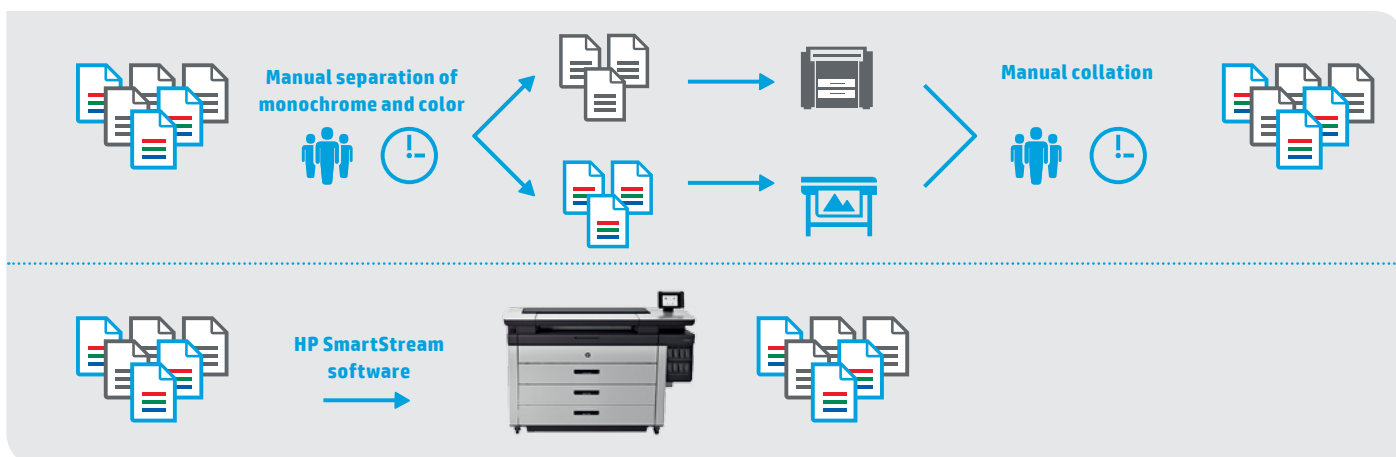 Manual separation of
monochrome and color
Manual collation
HP SmartStream
software